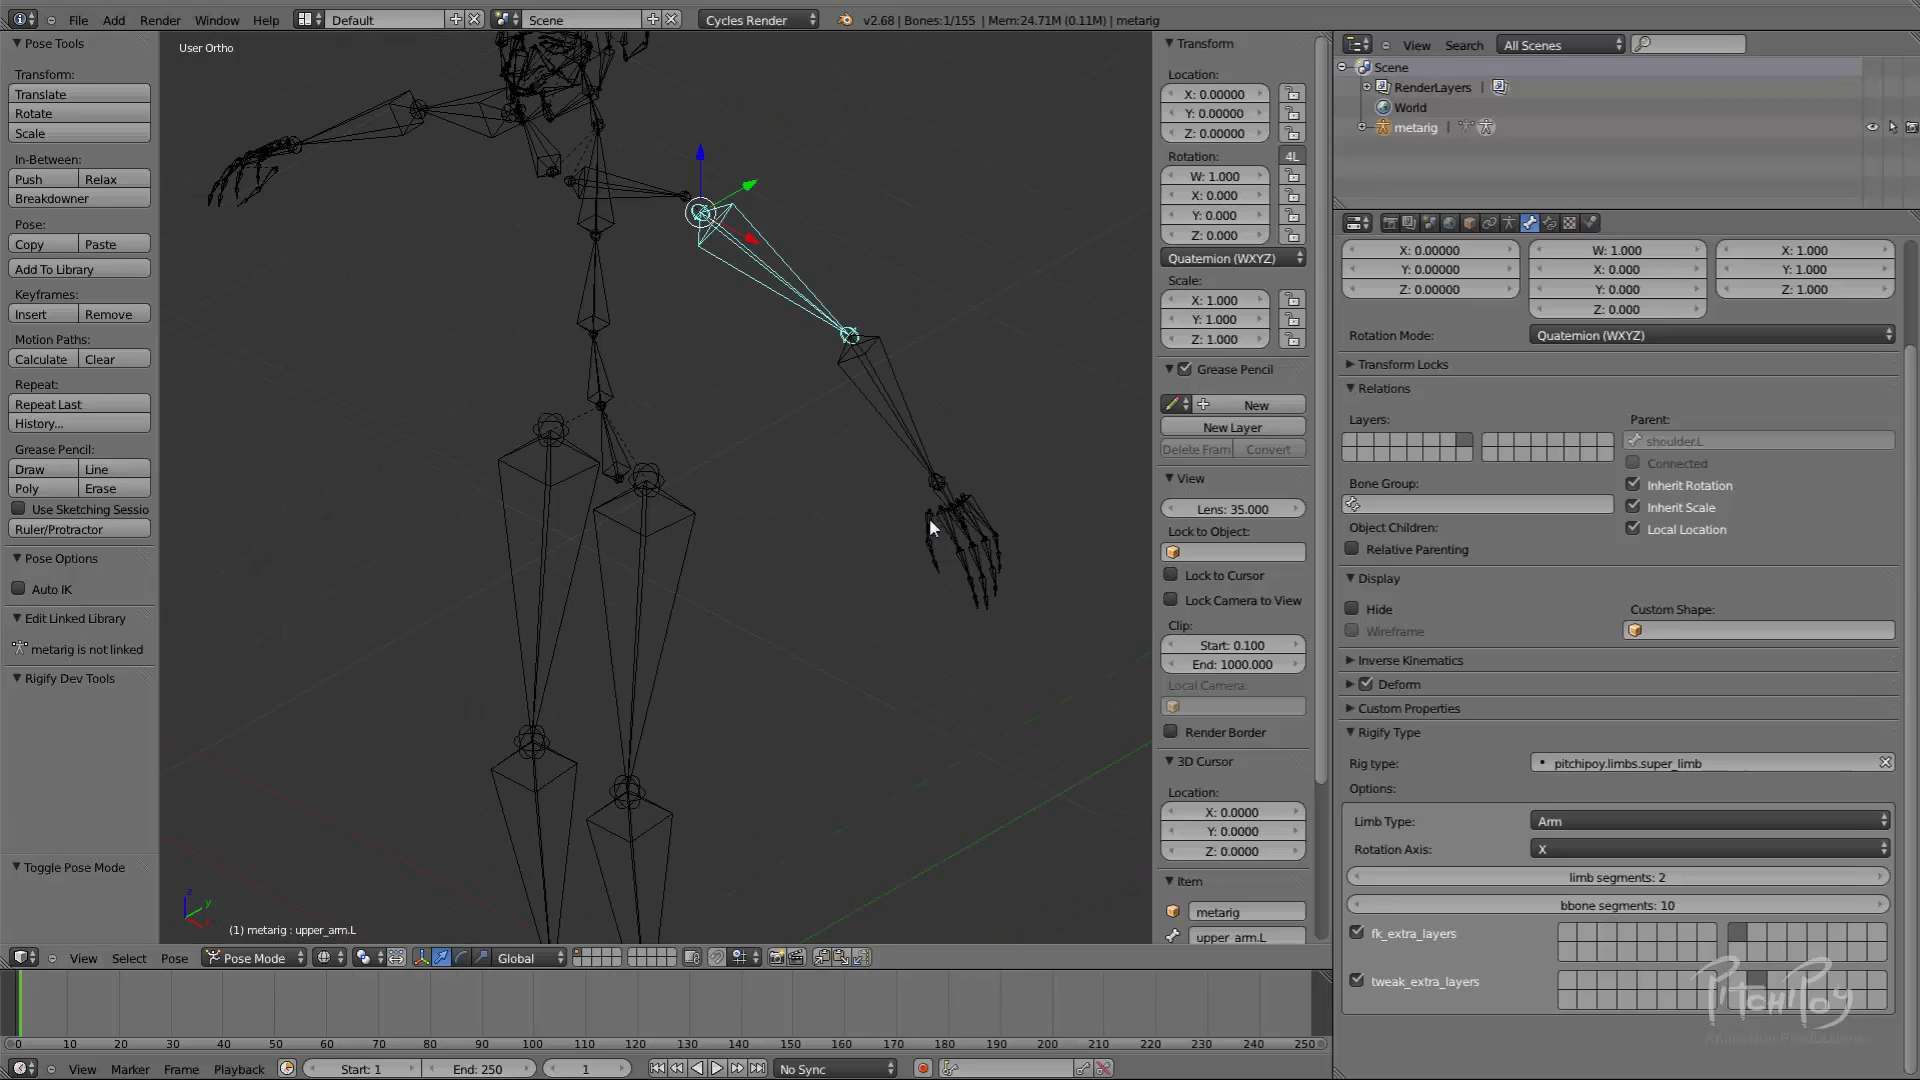 File Add Render Window Help Default Scene Cycles Render v2.68 | Bones:1/155 | Mem:24.71M (0.11M) | metarig
Pose Tools
Transform:
Translate
Rotate
Scale
In-Between:
Push Relax
Breakdowner
Pose:
Copy Paste
Add To Library
Keyframes:
Insert Remove
Motion Paths:
Calculate Clear
Repeat:
Repeat Last
History...
Grease Pencil:
Draw Line
Poly Erase
Use Sketching Sessio
Ruler/Protractor
Pose Options
Auto IK
Edit Linked Library
metarig is not linked
Rigify Dev Tools
Toggle Pose Mode
User Ortho
z
y
(1) metarig : upper_arm.L
Transform
Location:
X: 0.00000
Y: 0.00000
Z: 0.00000
Rotation: 4L
W: 1.000
X: 0.000
Y: 0.000
Z: 0.000
Quaternion (WXYZ)
Scale:
X: 1.000
Y: 1.000
Z: 1.000
Grease Pencil
New
New Layer
Delete Fram Convert
View
Lens: 35.000
Lock to Object:
Lock to Cursor
Lock Camera to View
Clip:
Start: 0.100
End: 1000.000
Local Camera:
Render Border
3D Cursor
Location:
X: 0.0000
Y: 0.0000
Z: 0.0000
Item
metarig
upper_arm.L
View Search All Scenes
Scene
RenderLayers |
World
metarig |
X: 0.00000 W: 1.000 X: 1.000
Y: 0.00000 X: 0.000 Y: 1.000
Z: 0.00000 Y: 0.000 Z: 1.000
Z: 0.000
Rotation Mode: Quaternion (WXYZ)
Transform Locks
Relations
Layers: Parent:
shoulder.L
Connected
Bone Group: Inherit Rotation
Inherit Scale
Object Children: Local Location
Relative Parenting
Display
Hide Custom Shape:
Wireframe
Inverse Kinematics
Deform
Custom Properties
Rigify Type
Rig type: • pitchipoy.limbs.super_limb
Options:
Limb Type: Arm
Rotation Axis: X
limb segments: 2
bbone segments: 10
fk_extra_layers
tweak_extra_layers
PitchiPoy
Animation Productions
View Select Pose Pose Mode Global
0 10 20 30 40 50 60 70 80 90 100 110 120 130 140 150 160 170 180 190 200 210 220 230 240 250
View Marker Frame Playback Start: 1 End: 250 1 No Sync